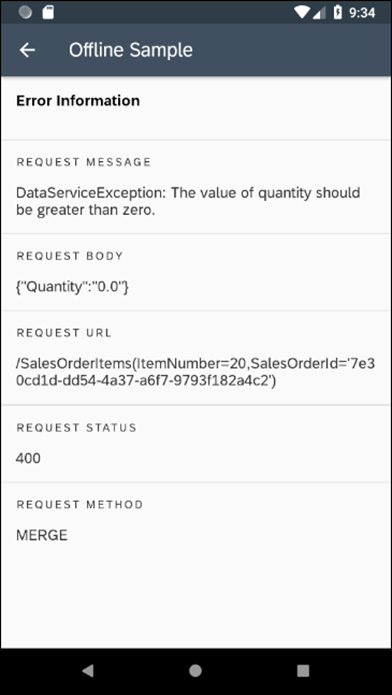 9:34
Offline Sample
Error Information
REQUEST MESSAGE
DataServiceException: The value of quantity should
be greater than zero.
REQUEST BODY
{"Quantity":"0.0"}
REQUEST URL
/SalesOrderItems(ItemNumber=20,SalesOrderId='7e3
0cd1d-dd54-4a37-a6f7-9793f182a4c2')
REQUEST STATUS
400
REQUEST METHOD
MERGE